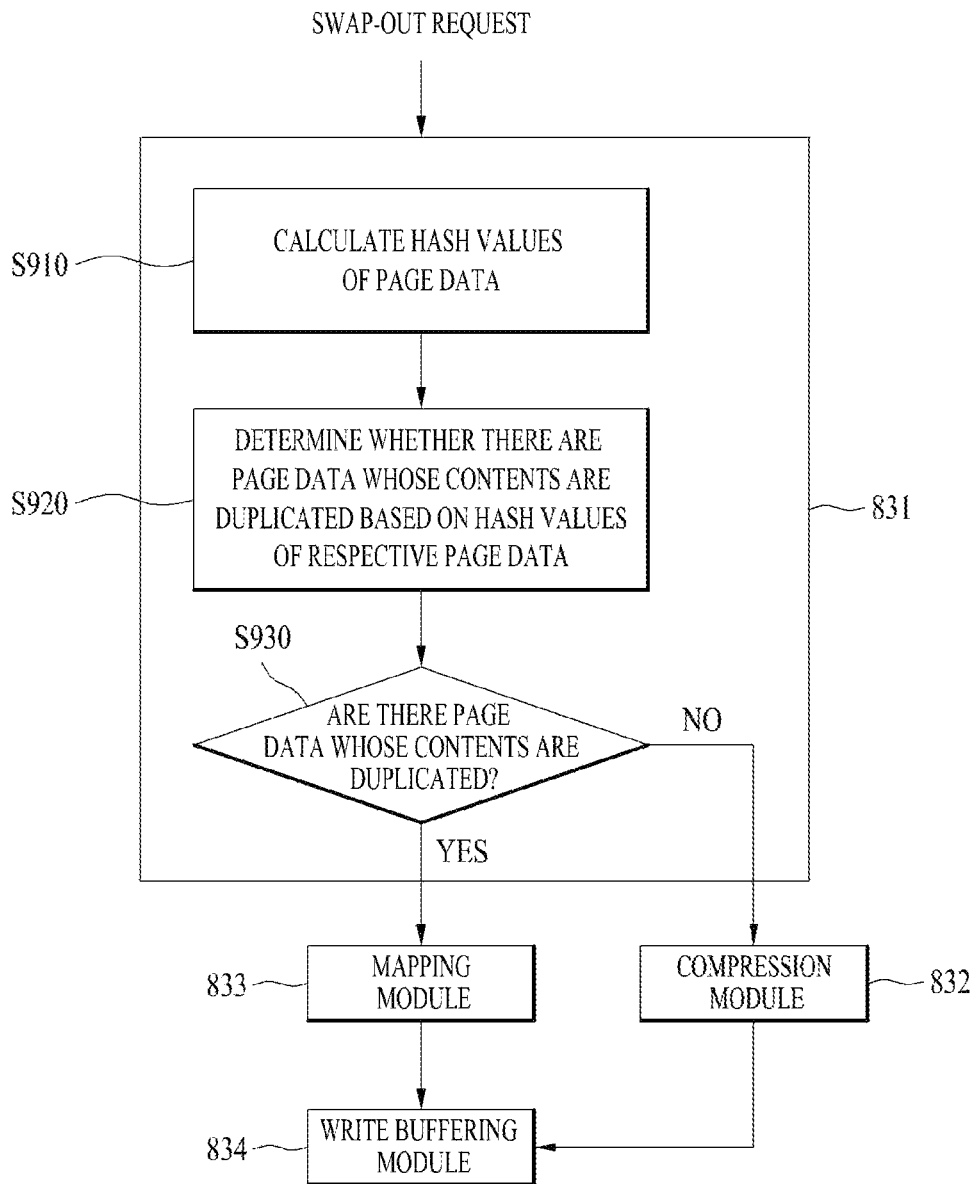 SWAP-OUT REQUEST
CALCULATE HASH VALUES
OF PAGE DATA
S910
DETERMINE WHETHER THERE ARE
PAGE DATA WHOSE CONTENTS ARE
DUPLICATED BASED ON HASH VALUES
OF RESPECTIVE PAGE DATA
S920
831
S930
ARE THERE PAGE
DATA WHOSE CONTENTS ARE
DUPLICATED?
NO
YES
833
MAPPING
MODULE
COMPRESSION
MODULE
832
834
WRITE BUFFERING
MODULE